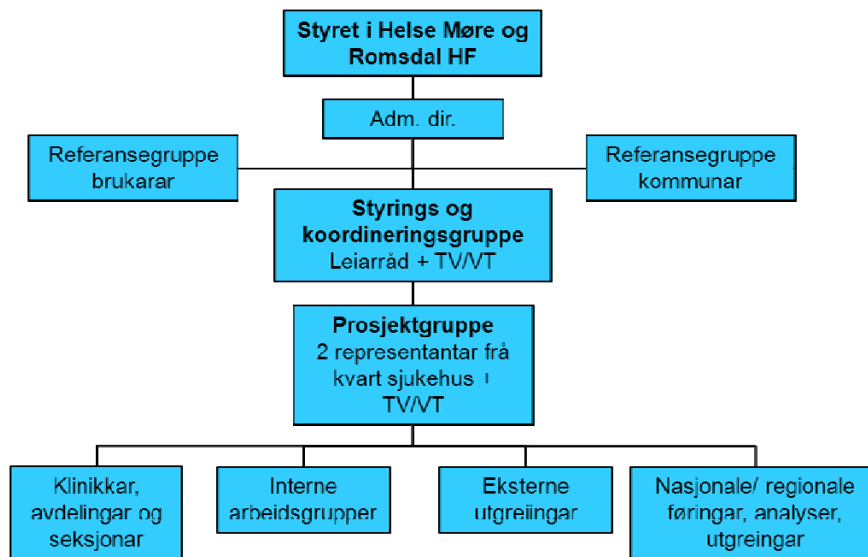 Styret i Helse Møre og
Romsdal HF
Adm. dir.
Referansegruppe
brukarar
Referansegruppe
kommunar
Styrings og
koordineringsgruppe
Leiarråd + TV/VT
Prosjektgruppe
2 representantar frå
kvart sjukehus +
TV/VT
Klinikkar,
avdelingar og
seksjonar
Interne
arbeidsgrupper
Eksterne
utgreiingar
Nasjonale/ regionale
føringar, analyser,
utgreingar